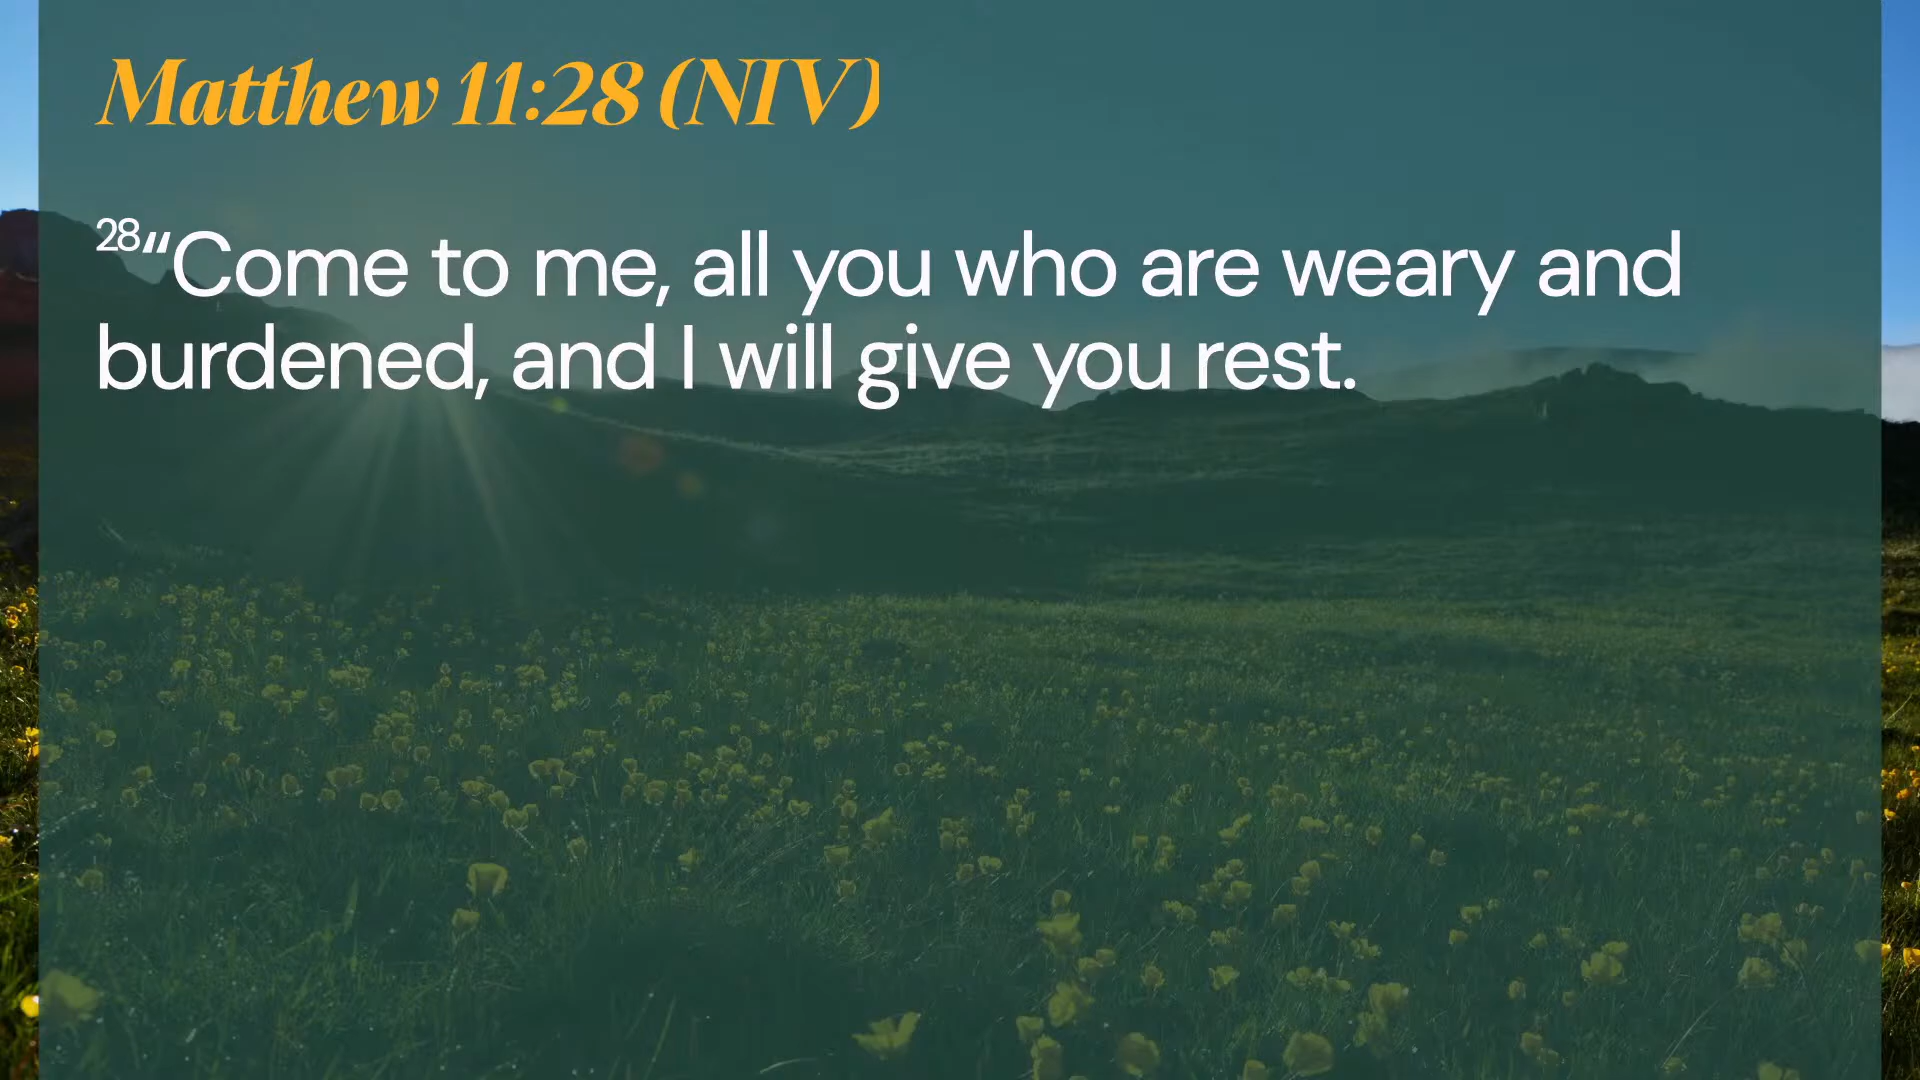 Matthew 11:28 (NIV)
28“Come to me, all you who are weary and
burdened, and I will give you rest.